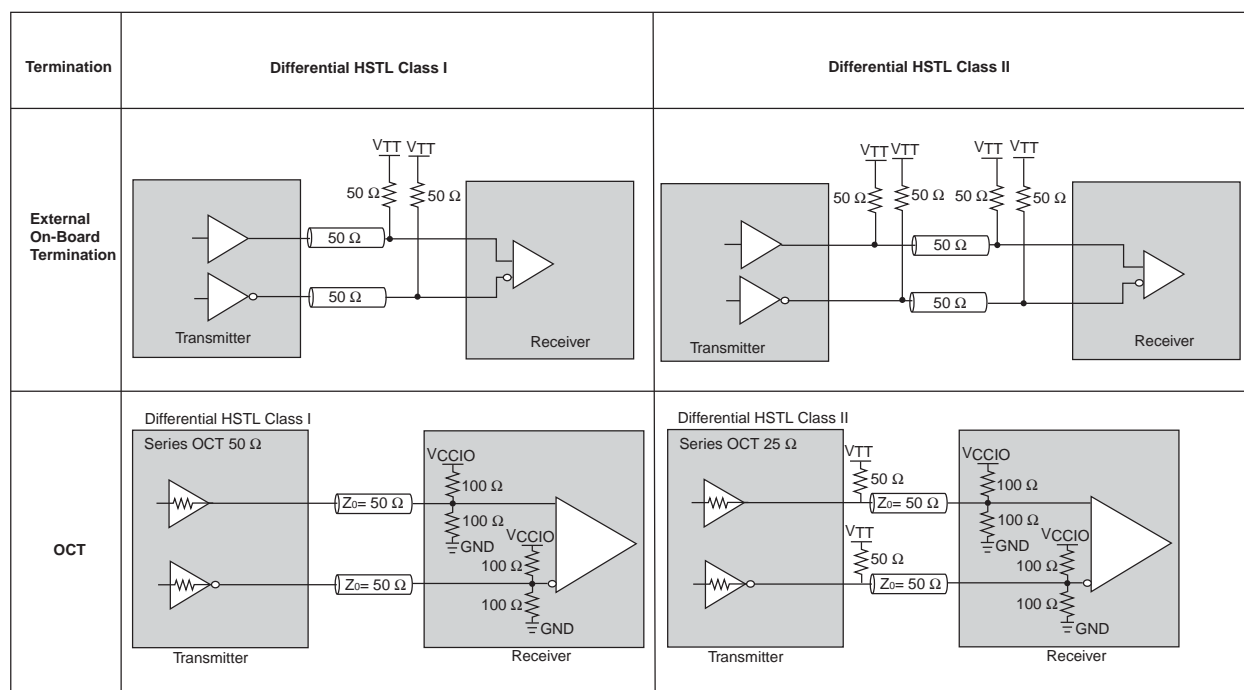 Termination
Differential HSTL Class I
Differential HSTL Class II
External
On-Board
Termination
VTT VTT
50 Ω 50 Ω
50 Ω
50 Ω
Transmitter
Receiver
VTT VTT VTT VTT
50 Ω 50 Ω 50 Ω 50 Ω
50 Ω
50 Ω
Transmitter
Receiver
OCT
Differential HSTL Class I
Series OCT 50 Ω
VCCIO
100 Ω
Z0= 50 Ω
100 Ω
GND
VCCIO
100 Ω
Z0= 50 Ω
100 Ω
GND
Transmitter
Receiver
Differential HSTL Class II
Series OCT 25 Ω
VTT
50 Ω
VCCIO
100 Ω
Z0= 50 Ω
100 Ω
GND
VTT
50 Ω
VCCIO
100 Ω
Z0= 50 Ω
100 Ω
GND
Transmitter
Receiver